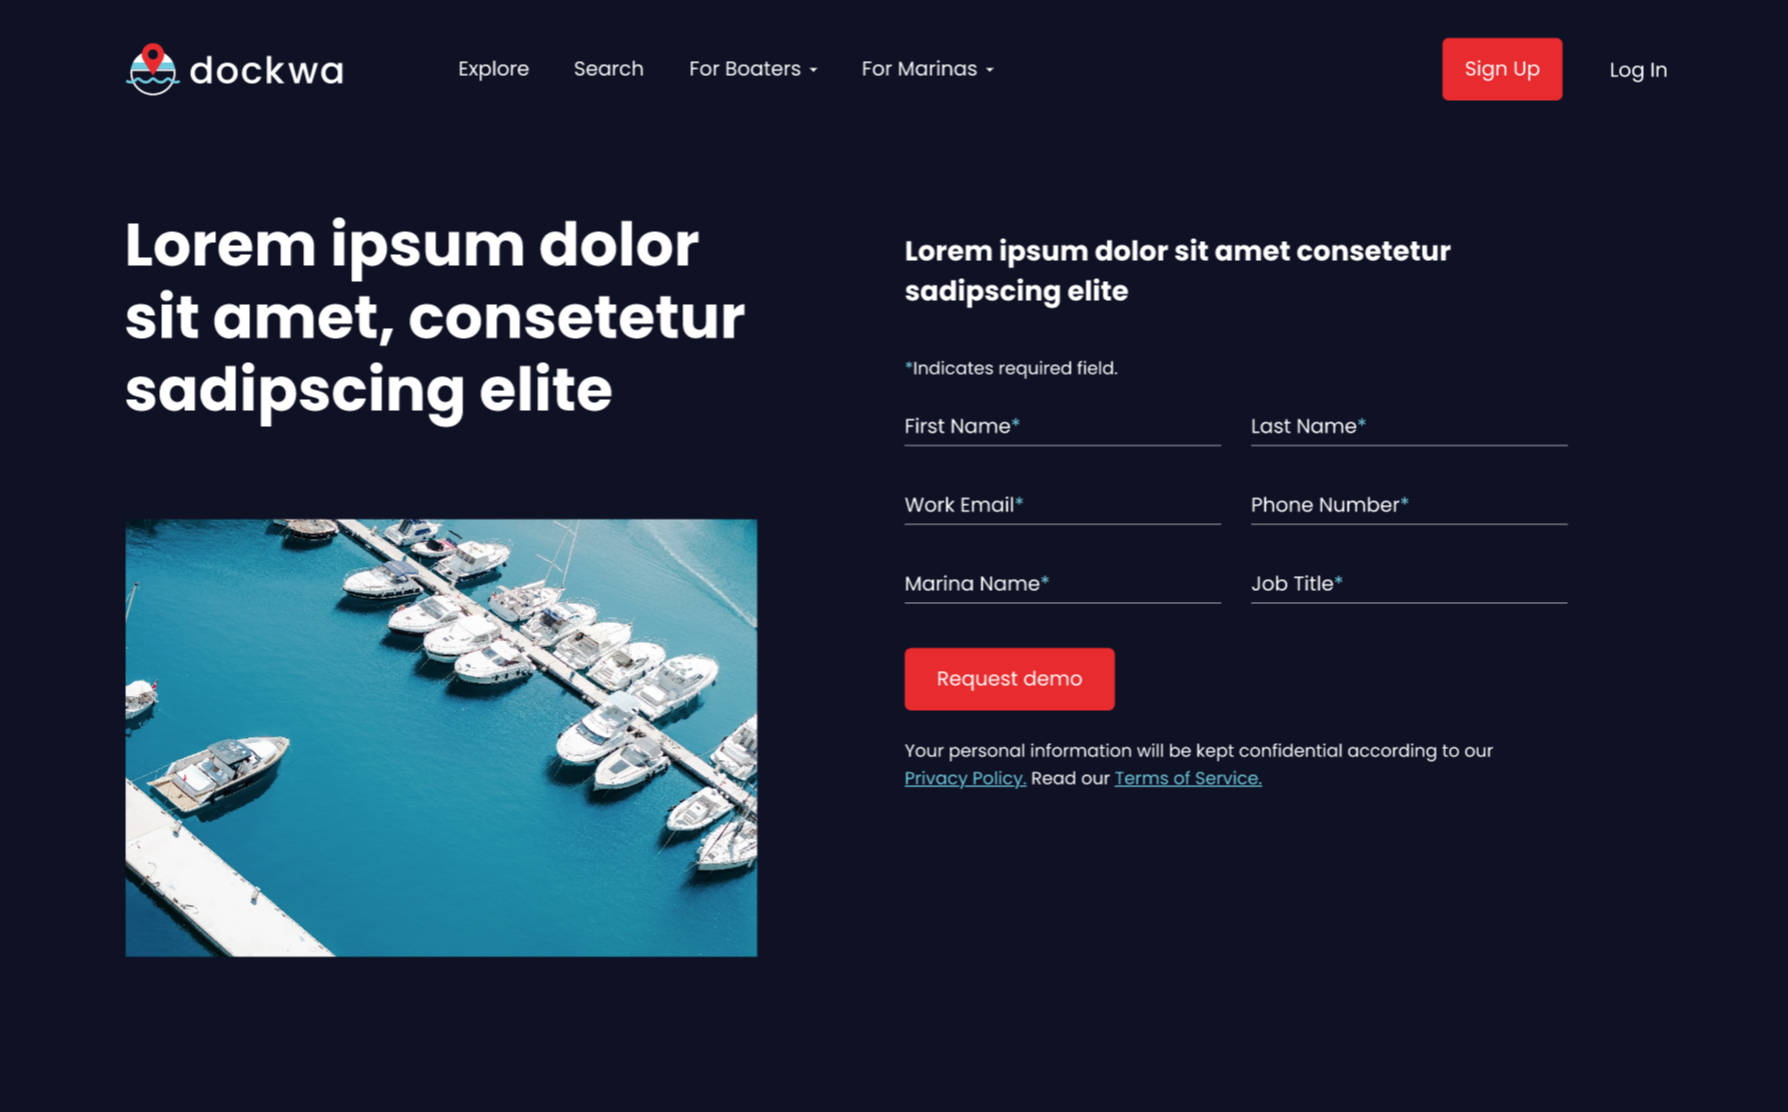 dockwa
Explore
Search
For Boaters
For Marinas
Sign Up
Log In
Lorem ipsum dolor
sit amet, consetetur
sadipscing elite
Lorem ipsum dolor sit amet consetetur
sadipscing elite
*Indicates required field.
First Name*
Last Name*
Work Email*
Phone Number*
Marina Name*
Job Title*
Request demo
Your personal information will be kept confidential according to our
Privacy Policy. Read our Terms of Service.